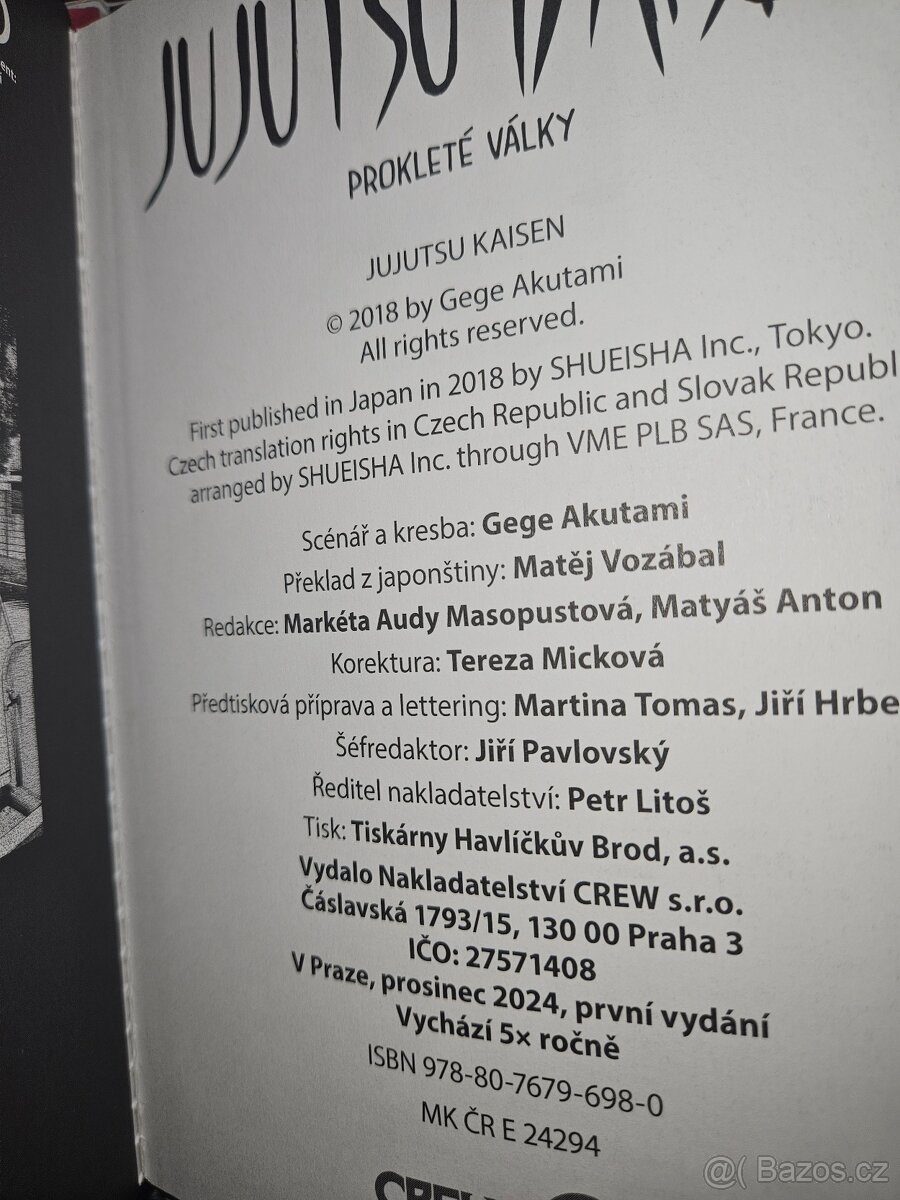 JUJUTSU
PROKLETÉ VÁLKY
JUJUTSU KAISEN
© 2018 by Gege Akutami
All rights reserved.
First published in Japan in 2018 by SHUEISHA Inc., Tokyo.
Czech translation rights in Czech Republic and Slovak Republ
arranged by SHUEISHA Inc. through VME PLB SAS, France.
Scénář a kresba: Gege Akutami
Překlad z japonštiny: Matěj Vozábal
Redakce: Markéta Audy Masopustová, Matyáš Anton
Korektura: Tereza Micková
Předtisková příprava a lettering: Martina Tomas, Jiří Hrbe
Šéfredaktor: Jiří Pavlovský
Ředitel nakladatelství: Petr Litoš
Tisk: Tiskárny Havlíčkův Brod, a.s.
Vydalo Nakladatelství CREW s.r.o.
Čáslavská 1793/15, 130 00 Praha 3
IČO: 27571408
V Praze, prosinec 2024, první vydání
Vychází 5× ročně
ISBN 978-80-7679-698-0
MK ČR E 24294
@( Bazos.cz